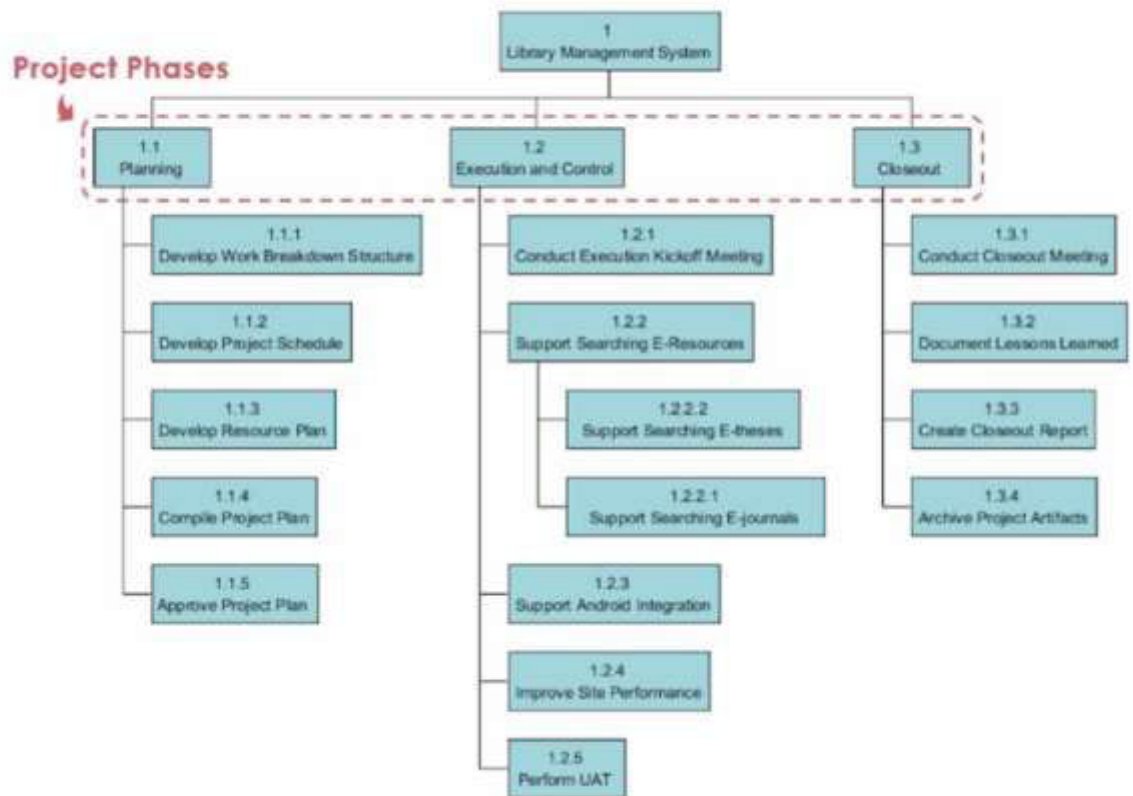 1
Library Management System
Project Phases
1.1
Planning
1.2
Execution and Control
1.3
Closeout
1.1.1
Develop Work Breakdown Structure
1.1.2
Develop Project Schedule
1.1.3
Develop Resource Plan
1.1.4
Compile Project Plan
1.1.5
Approve Project Plan
1.2.1
Conduct Execution Kickoff Meeting
1.2.2
Support Searching E-Resources
1.2.2.2
Support Searching E-theses
1.2.2.1
Support Searching E-journals
1.2.3
Support Android Integration
1.2.4
Improve Site Performance
1.2.5
Perform UAT
1.3.1
Conduct Closeout Meeting
1.3.2
Document Lessons Learned
1.3.3
Create Closeout Report
1.3.4
Archive Project Artifacts